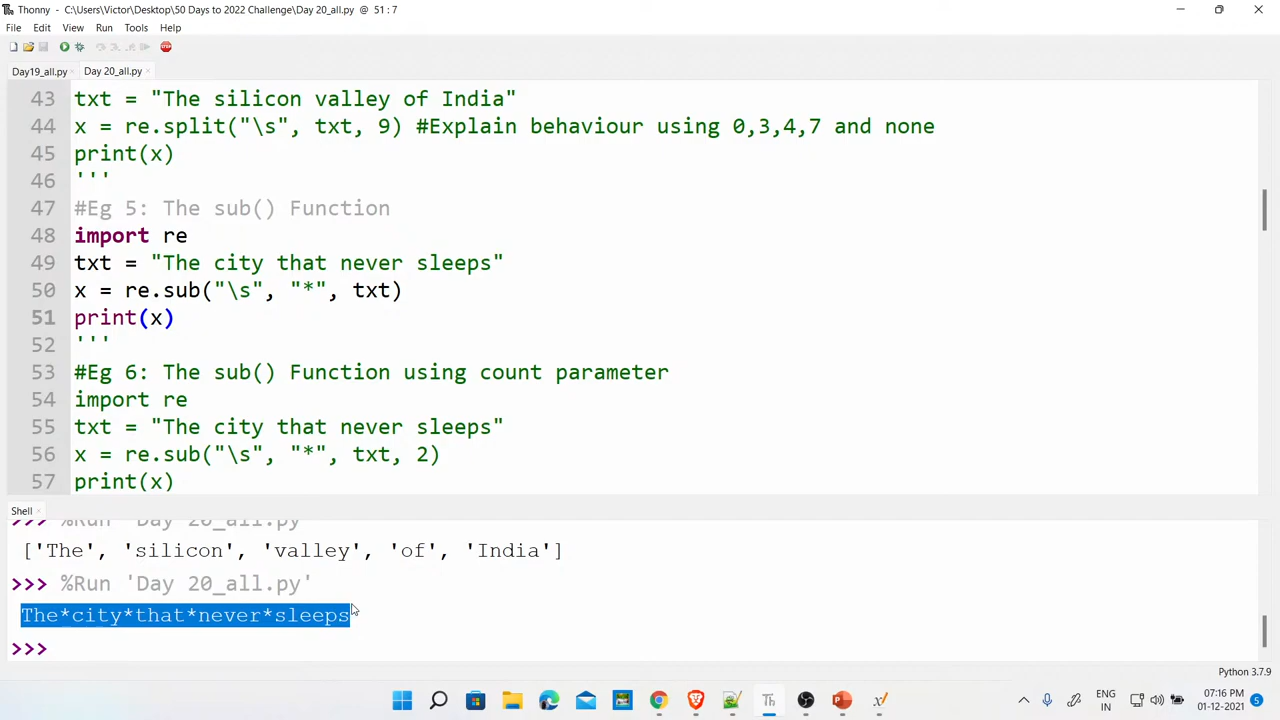 Thonny - C:\Users\Victor\Desktop\50 Days to 2022 Challenge\Day 20_all.py @ 51 : 7
File Edit View Run Tools Help
Day19_all.py × Day 20_all.py ×
43 txt = "The silicon valley of India"
44 x = re.split("\s", txt, 9) #Explain behaviour using 0,3,4,7 and none
45 print(x)
46 '''
47 #Eg 5: The sub() Function
48 import re
49 txt = "The city that never sleeps"
50 x = re.sub("\s", "*", txt)
51 print(x)
52 '''
53 #Eg 6: The sub() Function using count parameter
54 import re
55 txt = "The city that never sleeps"
56 x = re.sub("\s", "*", txt, 2)
57 print(x)
Shell ×
>>> %Run 'Day 20_all.py'
['The', 'silicon', 'valley', 'of', 'India']
>>> %Run 'Day 20_all.py'
The*city*that*never*sleeps
>>>
Python 3.7.9
Th
ENG
IN
07:16 PM
01-12-2021
5